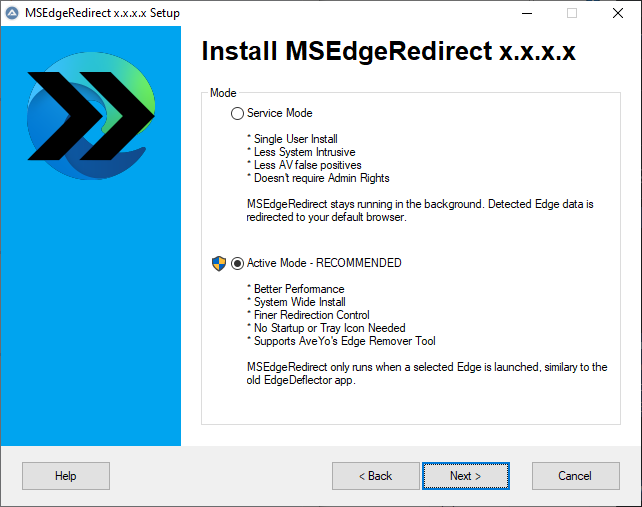 MSEdgeRedirect x.x.x.x Setup
Install MSEdgeRedirect x.x.x.x
Mode
Service Mode
* Single User Install
* Less System Intrusive
* Less AV false positives
* Doesn't require Admin Rights
MSEdgeRedirect stays running in the background. Detected Edge data is
redirected to your default browser.
Active Mode - RECOMMENDED
* Better Performance
* System Wide Install
* Finer Redirection Control
* No Startup or Tray Icon Needed
* Supports AveYo's Edge Remover Tool
MSEdgeRedirect only runs when a selected Edge is launched, similary to the
old EdgeDeflector app.
Help
< Back
Next >
Cancel